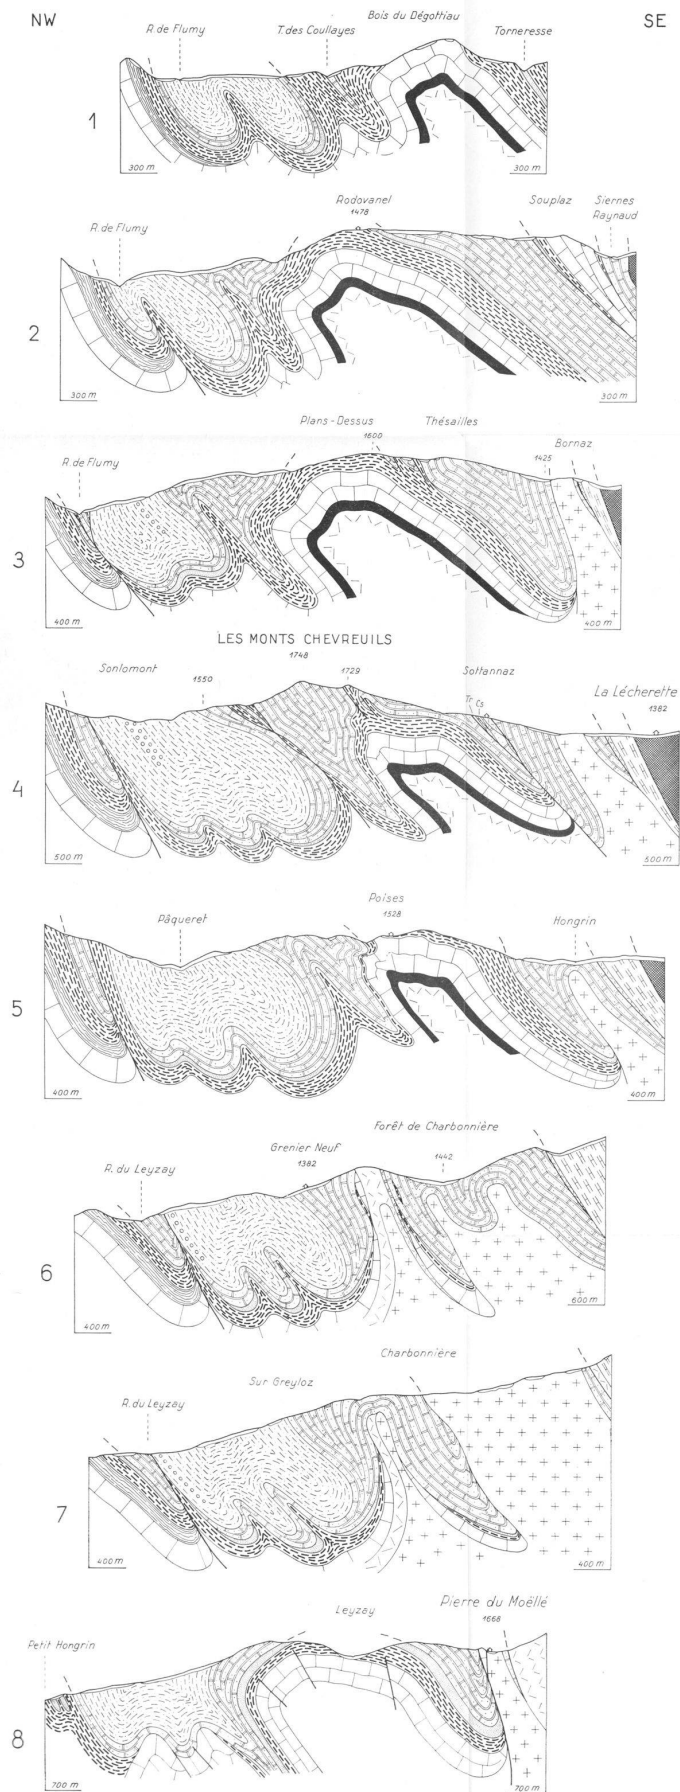 NW
SE
R. de Flumy
T. des Coullayes
Bois du Dégottiau
Torneresse
1
300 m
300 m
Rodovanel
1478
Souplaz
Siernes
Raynaud
R. de Flumy
2
300 m
300 m
Plans-Dessus
1600
Thésailles
Bornaz
1425
R. de Flumy
3
400 m
400 m
LES MONTS CHEVREUILS
1748
Sonlomont
1550
1729
Sottannaz
Tr Cs
La Lécherette
1382
4
500 m
500 m
Poises
1528
Pâqueret
Hongrin
5
400 m
400 m
Forêt de Charbonnière
1442
Grenier Neuf
1382
R. du Leyzay
6
400 m
600 m
Charbonnière
Sur Greyloz
R. du Leyzay
7
400 m
400 m
Leyzay
Pierre du Moëllé
1668
Petit Hongrin
8
700 m
700 m